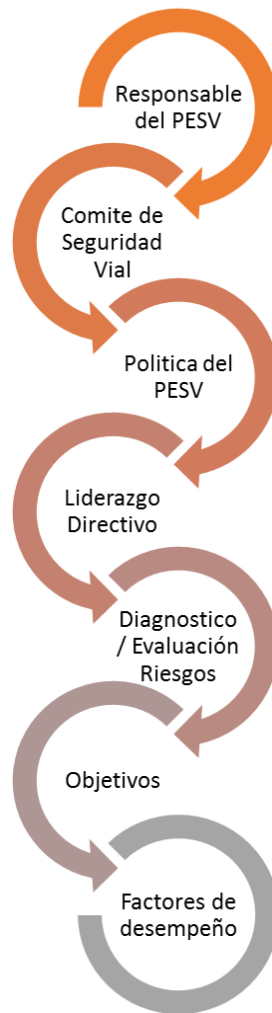 Responsable
del PESV
Comite de
Seguridad
Vial
Politica del
PESV
Liderazgo
Directivo
Diagnostico
/ Evaluación
Riesgos
Objetivos
Factores de
desempeño